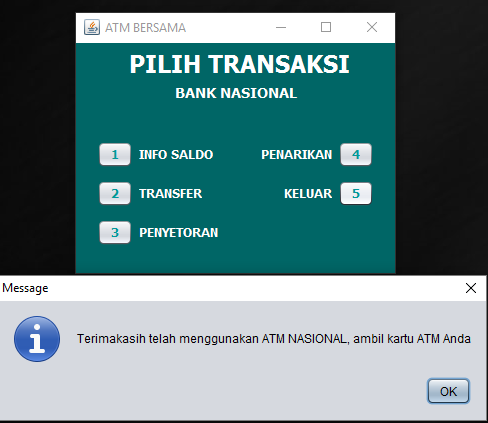 ATM BERSAMA
PILIH TRANSAKSI
BANK NASIONAL
1 INFO SALDO PENARIKAN 4
2 TRANSFER KELUAR 5
3 PENYETORAN
Message
Terimakasih telah menggunakan ATM NASIONAL, ambil kartu ATM Anda
OK